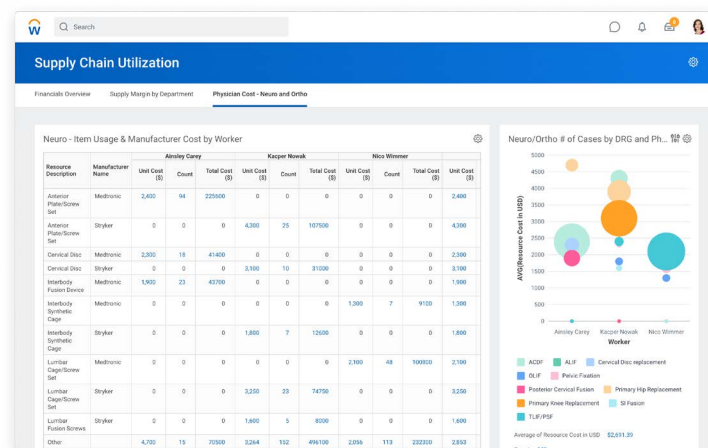 Search
8
Supply Chain Utilization
Financials Overview Supply Margin by Department Physician Cost - Neuro and Ortho
Neuro - Item Usage & Manufacturer Cost by Worker
Ainsley Carey Kacper Nowak Nico Wimmer
Resource Description Manufacturer Name Unit Cost ($) Count Total Cost ($) Unit Cost ($) Count Total Cost ($) Unit Cost ($) Count Total Cost ($) Unit Cost ($)
Anterior Plate/Screw Set Medtronic 2,400 94 225600 0 0 0 0 0 0 2,400
Anterior Plate/Screw Set Stryker 0 0 0 4,300 25 107500 0 0 0 4,300
Cervical Disc Medtronic 2,300 18 41400 0 0 0 0 0 0 2,300
Cervical Disc Stryker 0 0 0 3,100 10 31000 0 0 0 3,100
Interbody Fusion Device Medtronic 1,900 23 43700 0 0 0 0 0 0 1,900
Interbody Synthetic Cage Medtronic 0 0 0 0 0 0 1,300 7 9100 1,300
Interbody Synthetic Cage Stryker 0 0 0 1,800 7 12600 0 0 0 1,800
Lumbar Cage/Screw Set Medtronic 0 0 0 0 0 0 2,100 48 100800 2,100
Lumbar Cage/Screw Set Stryker 0 0 0 3,250 23 74750 0 0 0 3,250
Lumbar Fusion Screws Stryker 0 0 0 1,600 5 8000 0 0 0 1,600
Other 4,700 15 70500 3,264 152 496100 2,056 113 232300 2,853
Neuro/Ortho # of Cases by DRG and Ph...
AVG(Resource Cost in USD)
5000
4500
4000
3500
3000
2500
2000
1500
1000
500
0
Ainsley Carey Kacper Nowak Nico Wimmer
Worker
ACDF ALIF Cervical Disc replacement
OLIF Pelvic Fixation
Posterior Cervical Fusion Primary Hip Replacement
Primary Knee Replacement SI Fusion
TLIF/PSF
Average of Resource Cost in USD $2,691.39